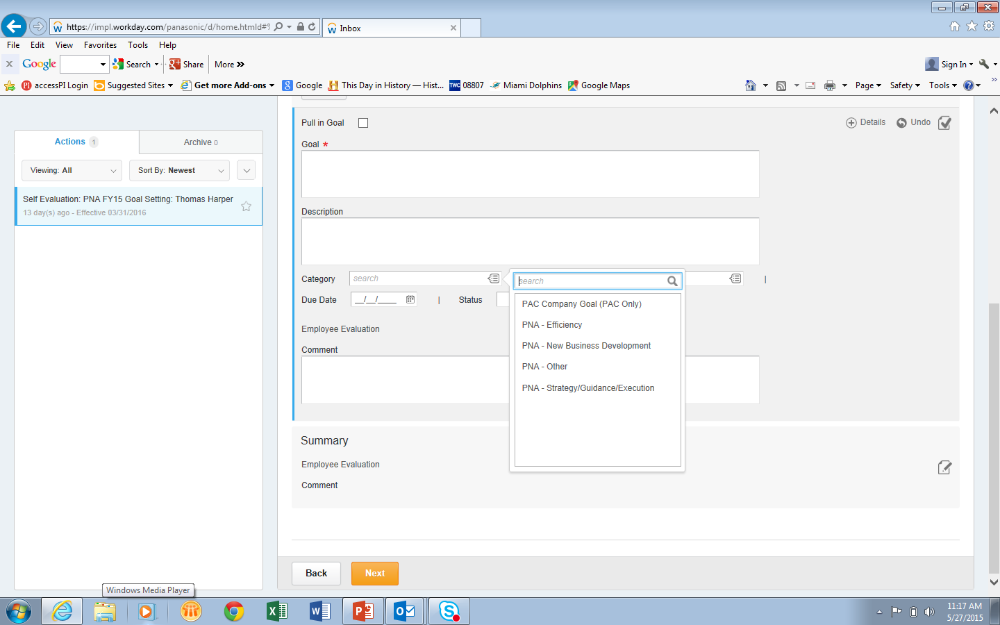 https://impl.workday.com/panasonic/d/home.htmld#
Inbox
File Edit View Favorites Tools Help
x Google Search Share More » Sign In
accessPI Login Suggested Sites Get more Add-ons Google This Day in History — Hist... TWC 08807 Miami Dolphins Google Maps Page Safety Tools
Actions 1 Archive 0
Viewing: All Sort By: Newest
Self Evaluation: PNA FY15 Goal Setting: Thomas Harper
13 day(s) ago - Effective 03/31/2016
Pull in Goal Details Undo
Goal *
Description
Category search search
Due Date __/__/____ Status
PAC Company Goal (PAC Only)
PNA - Efficiency
PNA - New Business Development
PNA - Other
PNA - Strategy/Guidance/Execution
Employee Evaluation
Comment
Summary
Employee Evaluation
Comment
Back Next
Windows Media Player
11:17 AM
5/27/2015